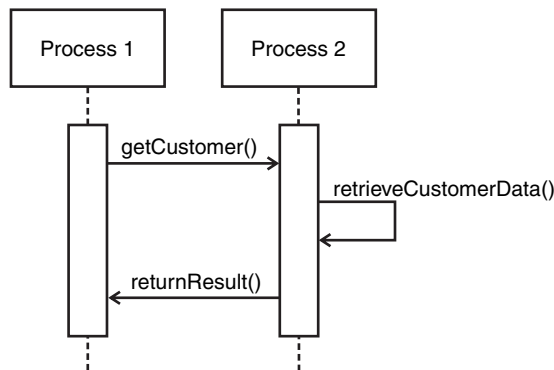 Process 1
Process 2
getCustomer()
retrieveCustomerData()
returnResult()